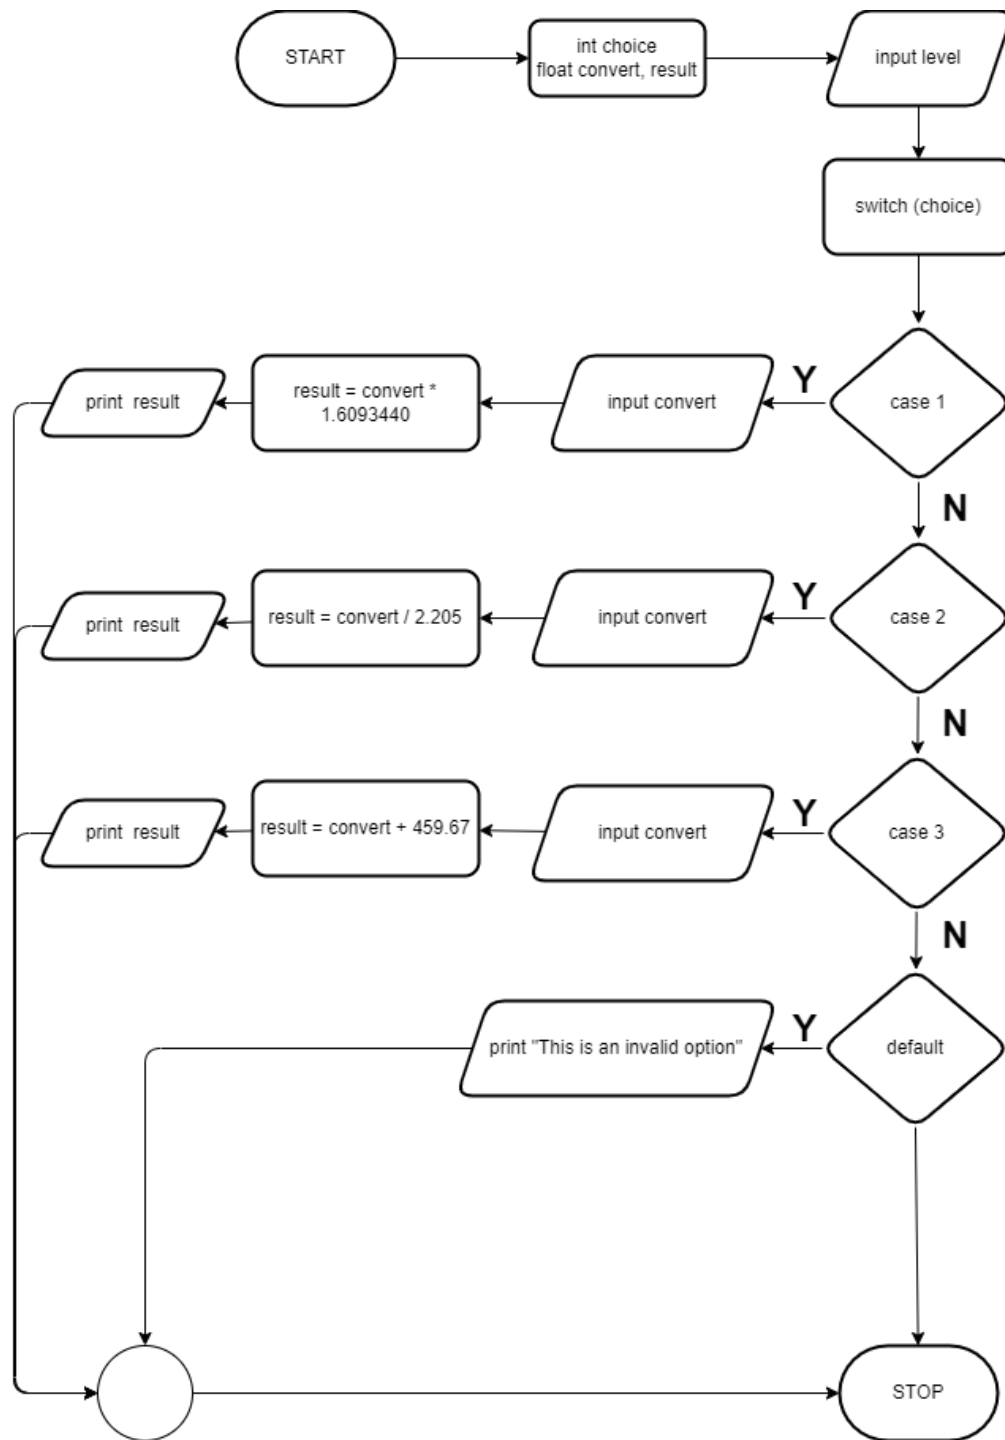 START
int choice
float convert, result
input level
switch (choice)
print result
result = convert *
1.6093440
input convert
Y
case 1
N
print result
result = convert / 2.205
input convert
Y
case 2
N
print result
result = convert + 459.67
input convert
Y
case 3
N
print "This is an invalid option"
Y
default
STOP